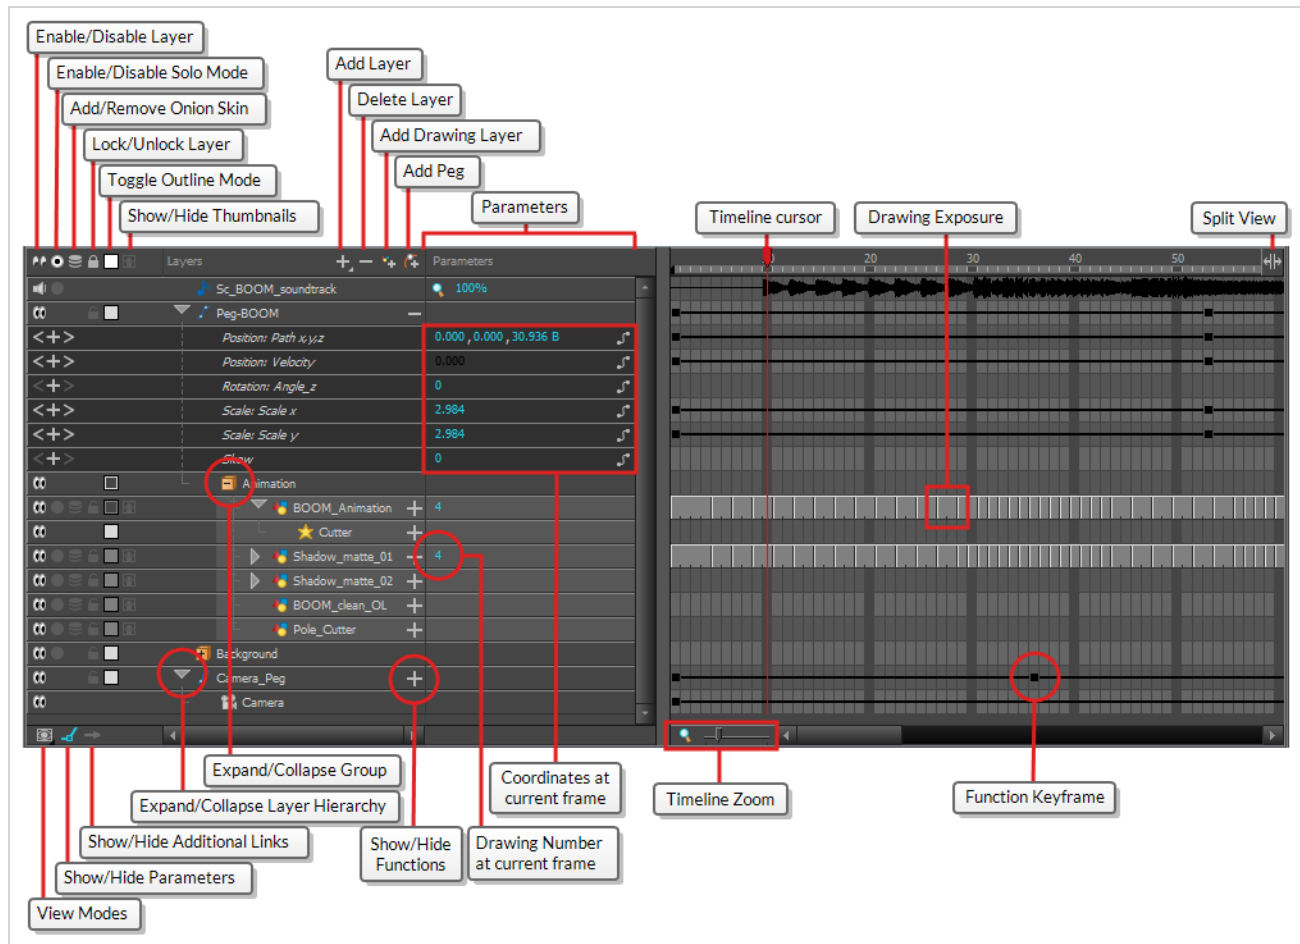 Enable/Disable Layer
Enable/Disable Solo Mode
Add/Remove Onion Skin
Lock/Unlock Layer
Toggle Outline Mode
Show/Hide Thumbnails
Add Layer
Delete Layer
Add Drawing Layer
Add Peg
Parameters
Timeline cursor
Drawing Exposure
Split View
Layers
Parameters
20
30
40
50
Sc_BOOM_soundtrack
100%
Peg-BOOM
Position: Path x,y,z
0.000 , 0.000 , 30.936 B
Position: Velocity
0.000
Rotation: Angle_z
0
Scale: Scale x
2.984
Scale: Scale y
2.984
Skew
0
Animation
BOOM_Animation
4
Cutter
Shadow_matte_01
4
Shadow_matte_02
BOOM_clean_OL
Pole_Cutter
Background
Camera_Peg
Camera
Expand/Collapse Group
Expand/Collapse Layer Hierarchy
Show/Hide Additional Links
Show/Hide Parameters
View Modes
Show/Hide
Functions
Coordinates at
current frame
Drawing Number
at current frame
Timeline Zoom
Function Keyframe